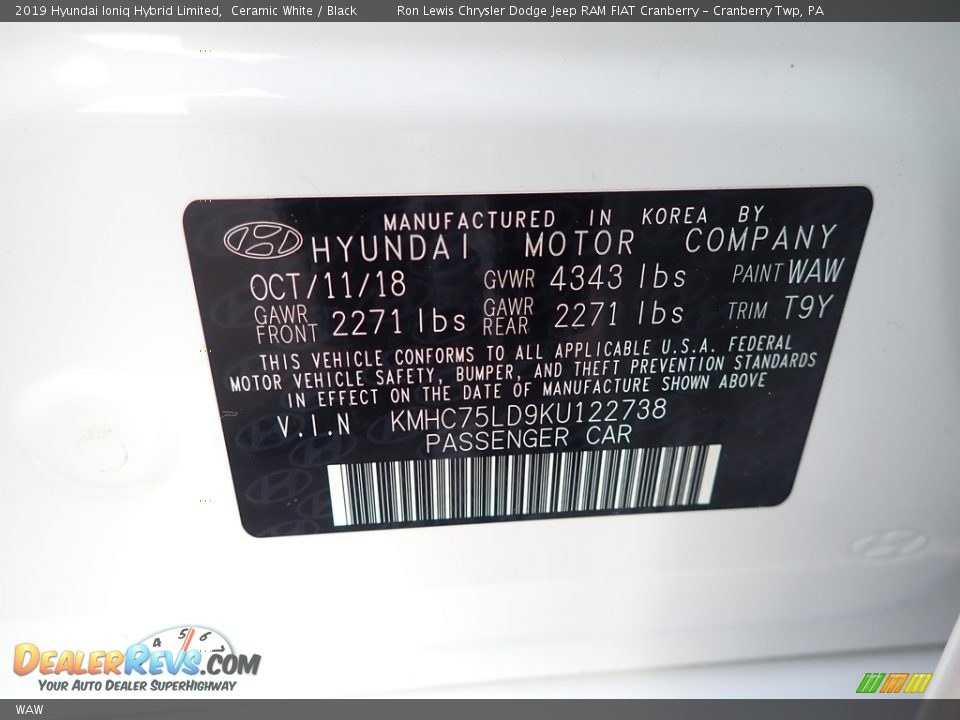 2019 Hyundai Ioniq Hybrid Limited, Ceramic White / Black Ron Lewis Chrysler Dodge Jeep RAM FIAT Cranberry – Cranberry Twp, PA
MANUFACTURED IN KOREA BY
HYUNDAI MOTOR COMPANY
OCT/11/18 GVWR 4343 lbs PAINT WAW
GAWR FRONT 2271 lbs GAWR REAR 2271 lbs TRIM T9Y
THIS VEHICLE CONFORMS TO ALL APPLICABLE U.S.A. FEDERAL
MOTOR VEHICLE SAFETY, BUMPER, AND THEFT PREVENTION STANDARDS
IN EFFECT ON THE DATE OF MANUFACTURE SHOWN ABOVE
V.I.N KMHC75LD9KU122738
PASSENGER CAR
4 5 6 7
DEALERREVS.COM
YOUR AUTO DEALER SUPERHIGHWAY
WAW